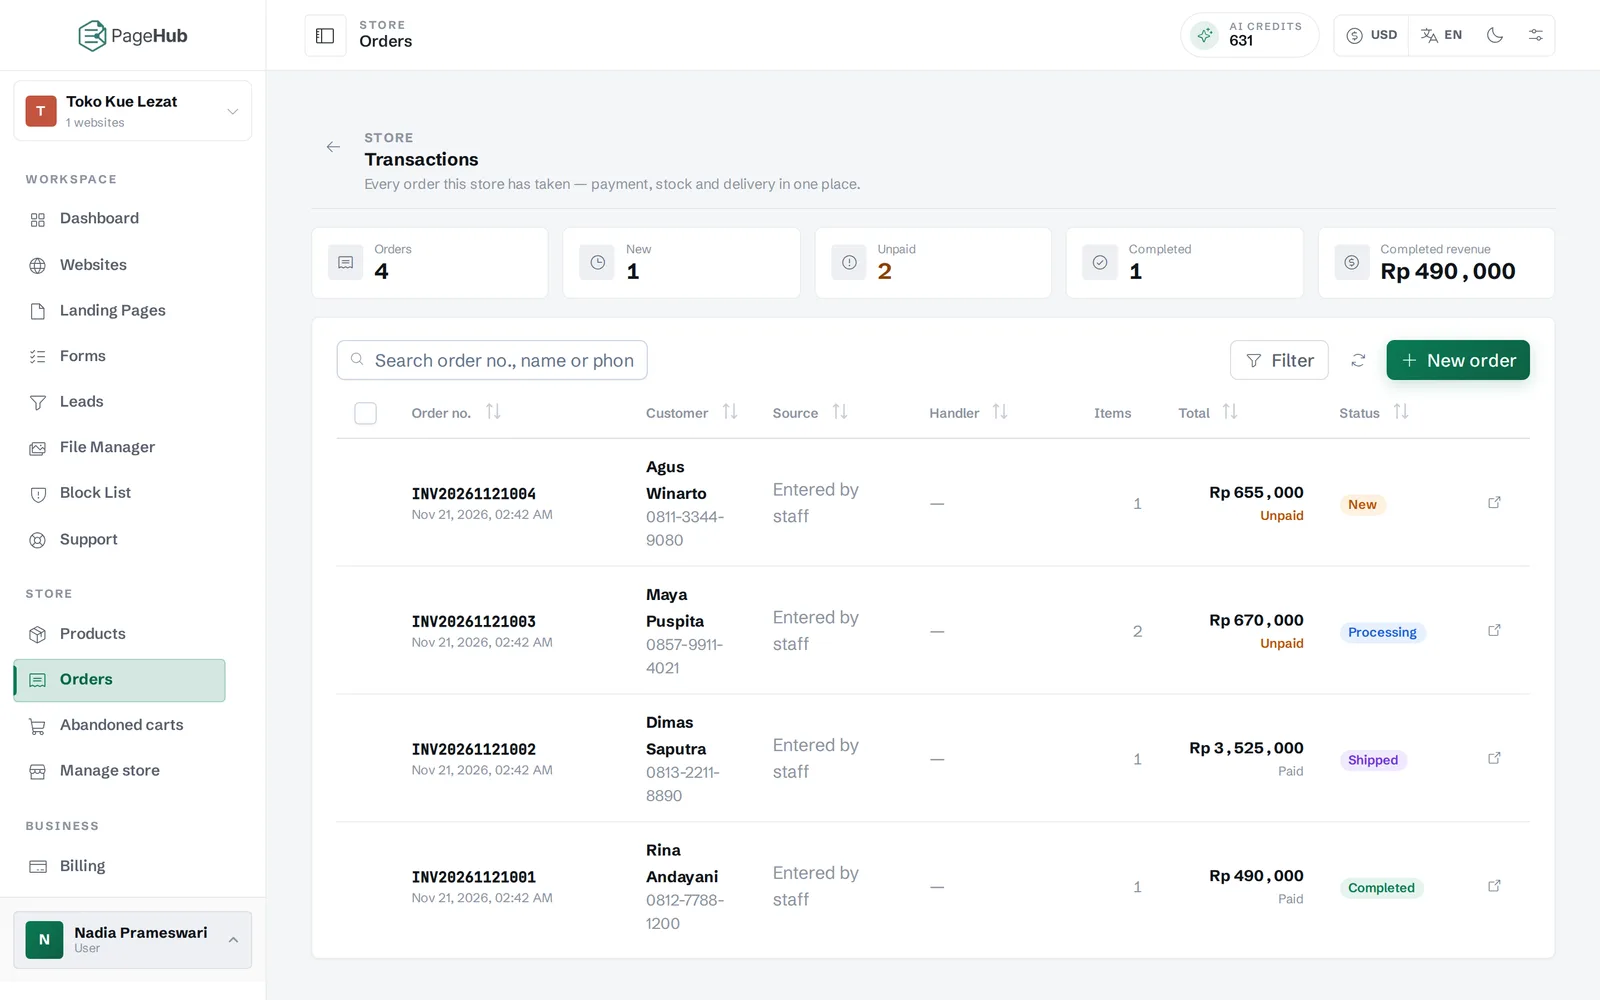 PageHub
STORE
Orders
AI CREDITS
631
USD
EN
T
Toko Kue Lezat
1 websites
WORKSPACE
Dashboard
Websites
Landing Pages
Forms
Leads
File Manager
Block List
Support
STORE
Products
Orders
Abandoned carts
Manage store
BUSINESS
Billing
N
Nadia Prameswari
User
STORE
Transactions
Every order this store has taken — payment, stock and delivery in one place.
Orders
4
New
1
Unpaid
2
Completed
1
Completed revenue
Rp 490,000
Search order no., name or phon
Filter
New order
Order no.
Customer
Source
Handler
Items
Total
Status
INV20261121004
Nov 21, 2026, 02:42 AM
Agus
Winarto
0811-3344-
9080
Entered by
staff
—
1
Rp 655,000
Unpaid
New
INV20261121003
Nov 21, 2026, 02:42 AM
Maya
Puspita
0857-9911-
4021
Entered by
staff
—
2
Rp 670,000
Unpaid
Processing
INV20261121002
Nov 21, 2026, 02:42 AM
Dimas
Saputra
0813-2211-
8890
Entered by
staff
—
1
Rp 3,525,000
Paid
Shipped
INV20261121001
Nov 21, 2026, 02:42 AM
Rina
Andayani
0812-7788-
1200
Entered by
staff
—
1
Rp 490,000
Paid
Completed